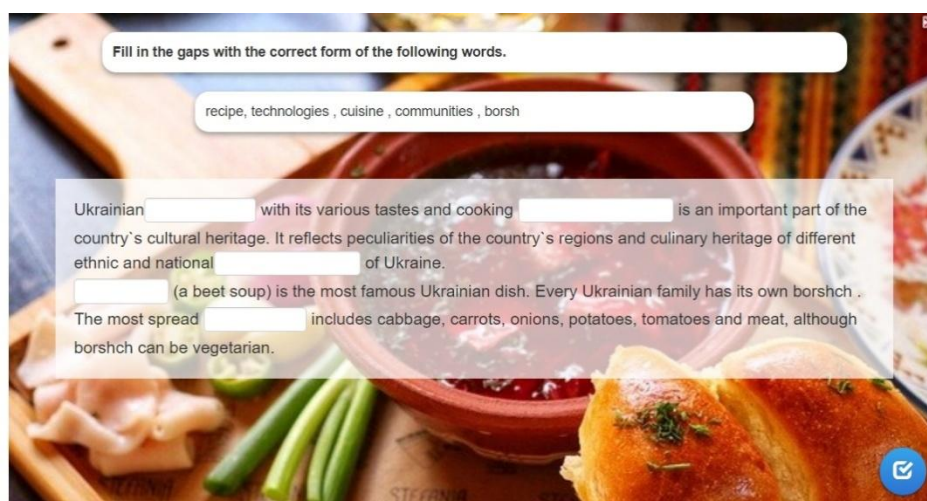 Fill in the gaps with the correct form of the following words.
recipe, technologies , cuisine , communities , borsh
Ukrainian with its various tastes and cooking is an important part of the
country`s cultural heritage. It reflects peculiarities of the country`s regions and culinary heritage of different
ethnic and national of Ukraine.
(a beet soup) is the most famous Ukrainian dish. Every Ukrainian family has its own borshch .
The most spread includes cabbage, carrots, onions, potatoes, tomatoes and meat, although
borshch can be vegetarian.
STEFANIA
STEFANIA